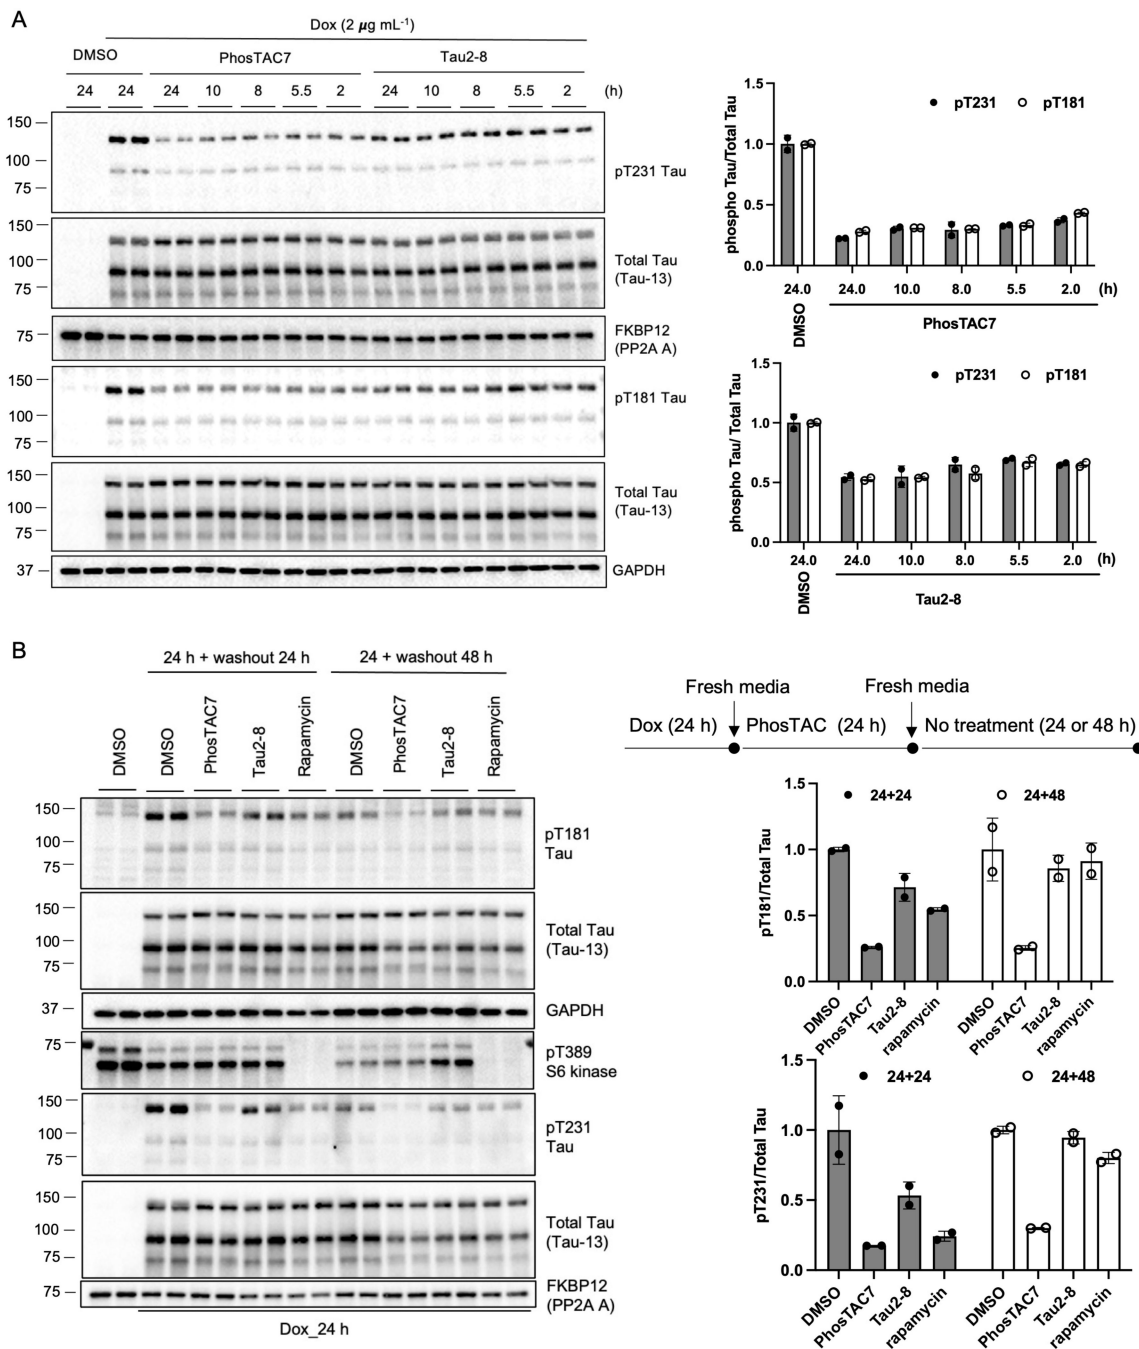 A
Dox (2 µg mL-1)
DMSO PhosTAC7 Tau2-8
24 24 24 10 8 5.5 2 24 10 8 5.5 2 (h)
150
100
75
pT231 Tau
150
100
75
Total Tau
(Tau-13)
75
FKBP12
(PP2A A)
150
100
75
pT181 Tau
150
100
75
Total Tau
(Tau-13)
37
GAPDH
phospho Tau/Total Tau
1.5
1.0
0.5
0.0
pT231 pT181
24.0 24.0 10.0 8.0 5.5 2.0 (h)
DMSO
PhosTAC7
phospho Tau/ Total Tau
1.5
1.0
0.5
0.0
pT231 pT181
24.0 24.0 10.0 8.0 5.5 2.0 (h)
DMSO
Tau2-8
B
24 h + washout 24 h 24 + washout 48 h
DMSO DMSO PhosTAC7 Tau2-8 Rapamycin DMSO PhosTAC7 Tau2-8 Rapamycin
150
100
75
pT181
Tau
150
100
75
Total Tau
(Tau-13)
37
GAPDH
75
pT389
S6 kinase
150
100
75
pT231
Tau
150
100
75
Total Tau
(Tau-13)
75
FKBP12
(PP2A A)
Dox_24 h
Fresh media Fresh media
Dox (24 h) PhosTAC (24 h) No treatment (24 or 48 h)
pT181/Total Tau
1.5
1.0
0.5
0.0
24+24 24+48
DMSO PhosTAC7 Tau2-8 rapamycin DMSO PhosTAC7 Tau2-8 rapamycin
pT231/Total Tau
1.5
1.0
0.5
0.0
24+24 24+48
DMSO PhosTAC7 Tau2-8 rapamycin DMSO PhosTAC7 Tau2-8 rapamycin